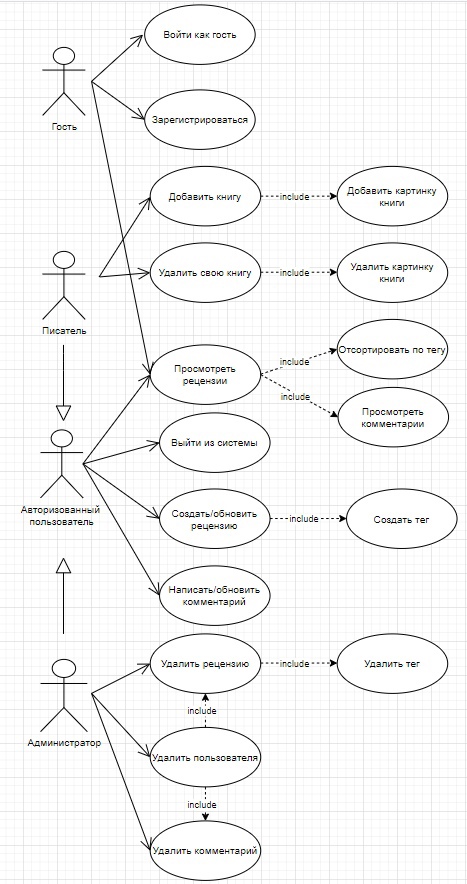 Войти как гость
Гость
Зарегистрироваться
Добавить книгу
include
Добавить картинку
книги
Писатель
Удалить свою книгу
include
Удалить картинку
книги
Просмотреть
рецензии
include
Отсортировать по тегу
include
Просмотреть
комментарии
Авторизованный
пользователь
Выйти из системы
Создать/обновить
рецензию
include
Создать тег
Написать/обновить
комментарий
Администратор
Удалить рецензию
include
Удалить тег
include
Удалить пользователя
include
Удалить комментарий